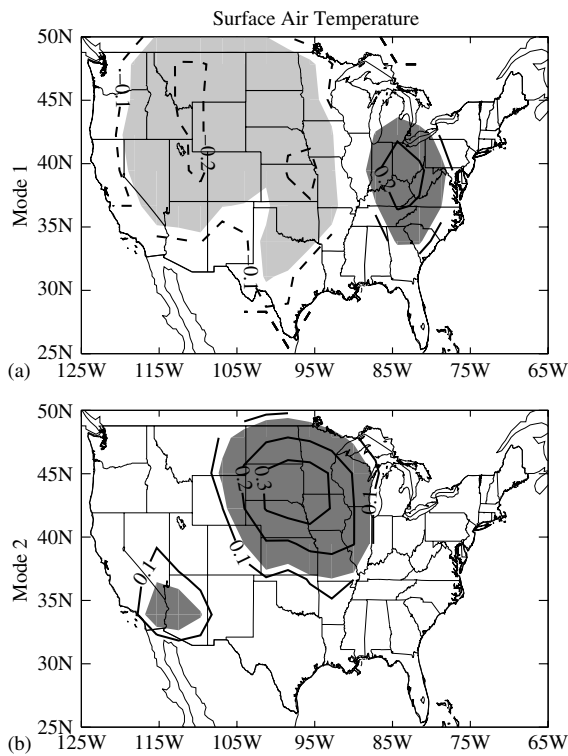 Surface Air Temperature
50N
45N
40N
35N
30N
25N
Mode 1
−0.1
−0.2
−0.1
0.2
(a)
125W 115W 105W 95W 85W 75W 65W
50N
45N
40N
35N
30N
25N
Mode 2
0.3
0.2
0.1
0.1
0.1
(b)
125W 115W 105W 95W 85W 75W 65W